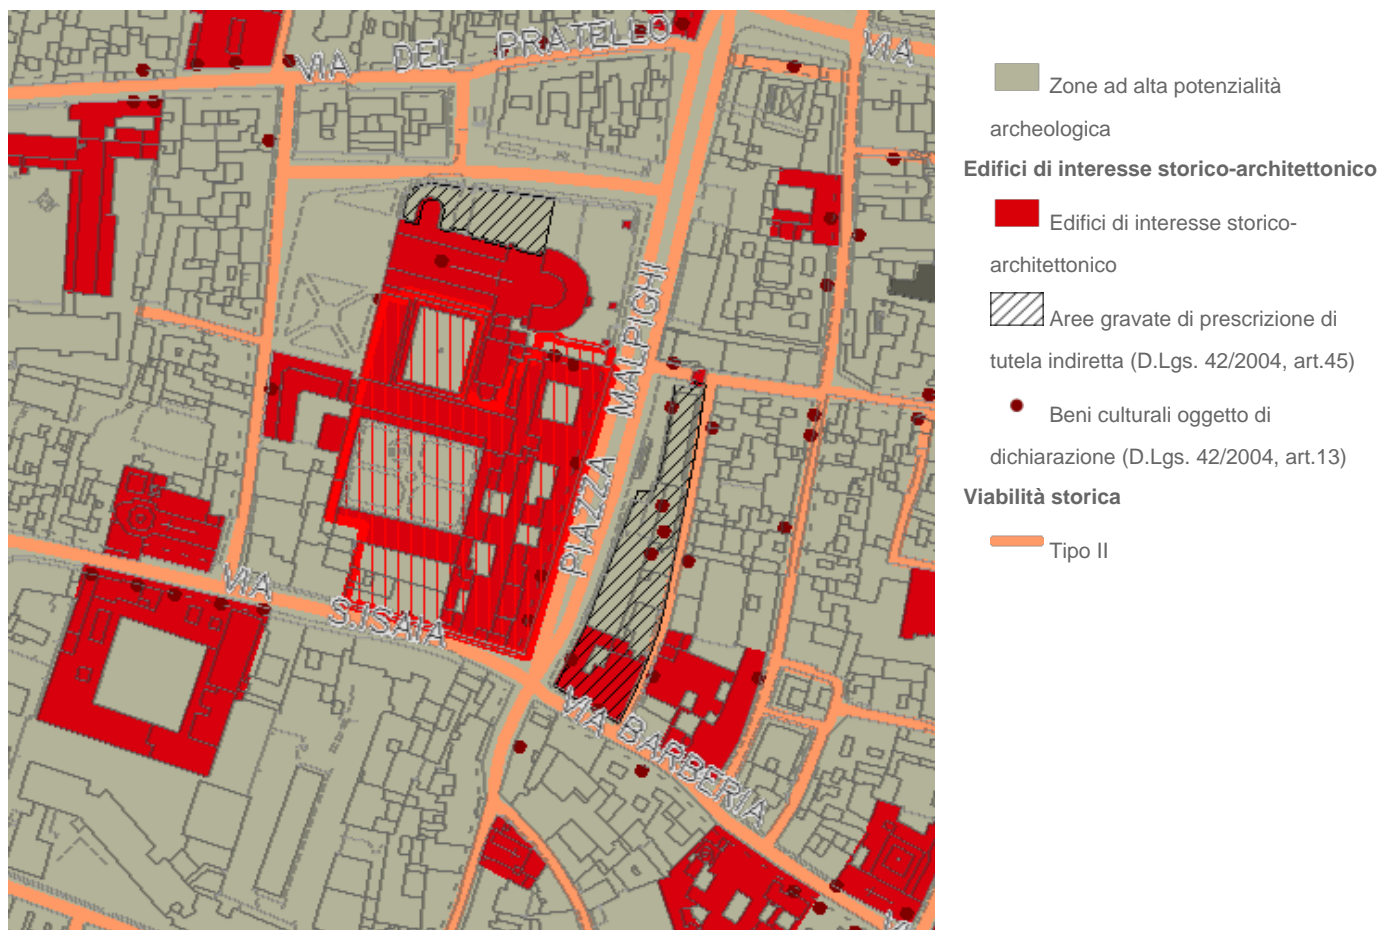 VIA DEL PRATELLO
VIA
PIAZZA MALPIGHI
VIA S.ISAIA
VIA BARBERIA
Zone ad alta potenzialità
archeologica
Edifici di interesse storico-architettonico
Edifici di interesse storico-
architettonico
Aree gravate di prescrizione di
tutela indiretta (D.Lgs. 42/2004, art.45)
Beni culturali oggetto di
dichiarazione (D.Lgs. 42/2004, art.13)
Viabilità storica
Tipo II